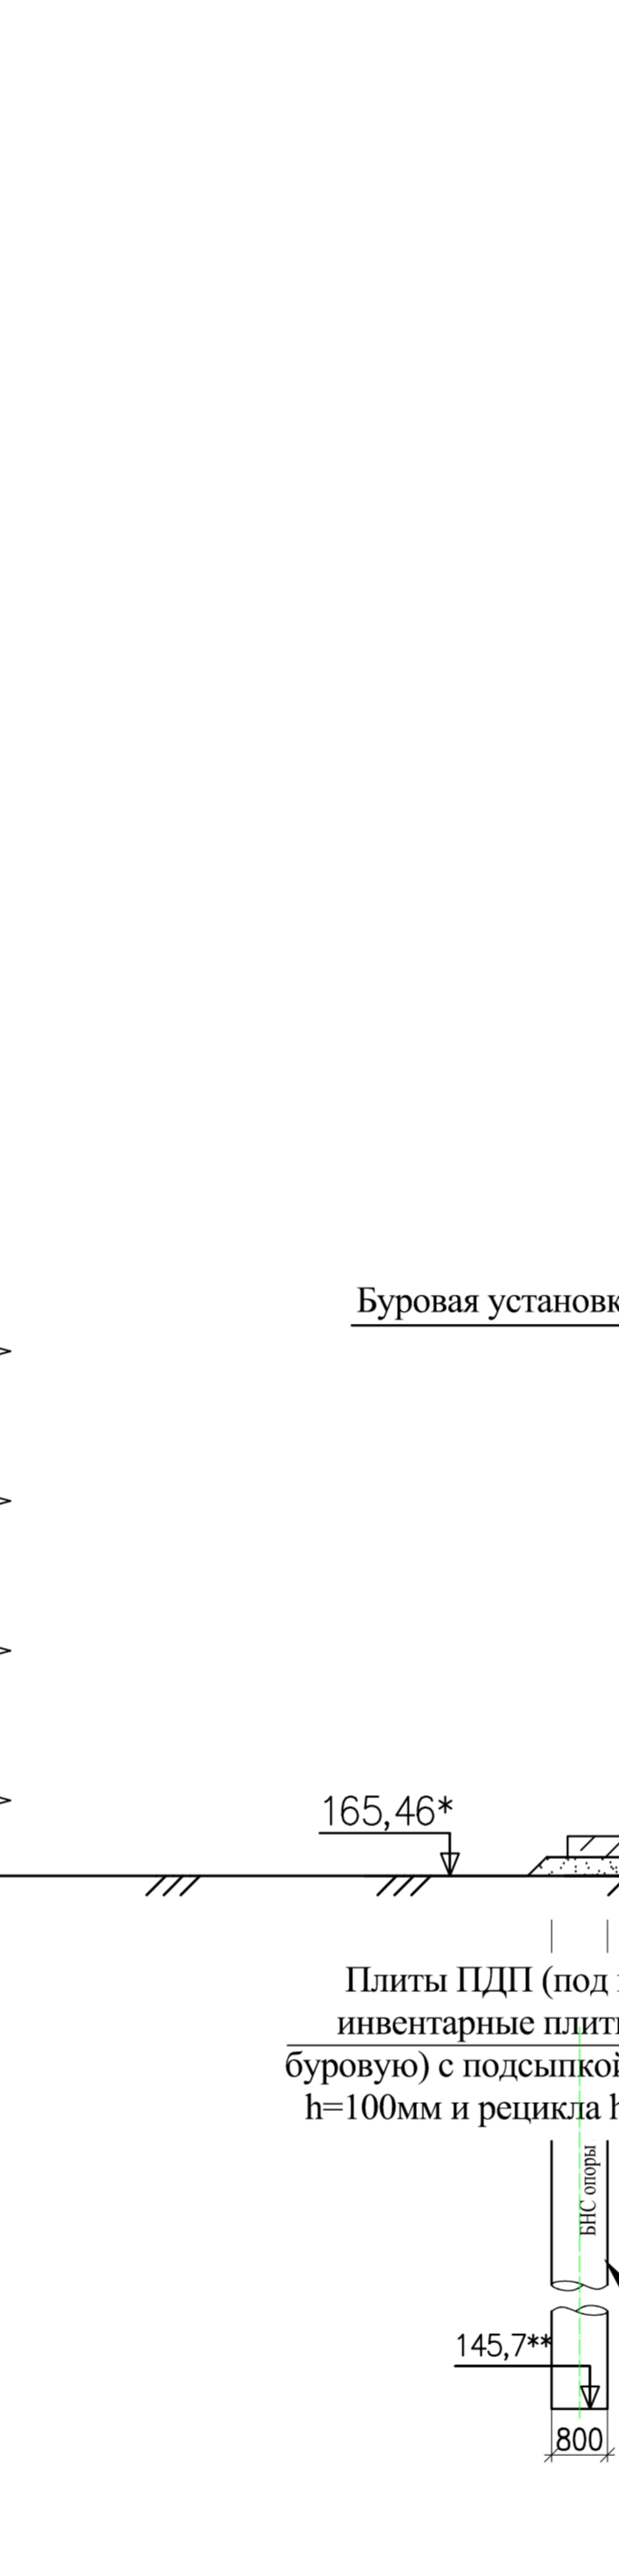 Буровая установк
165,46*
Плиты ПДП (под
инвентарные плит
буровую) с подсыпкой
h=100мм и рецикла h
БНС опоры
145,7**
800